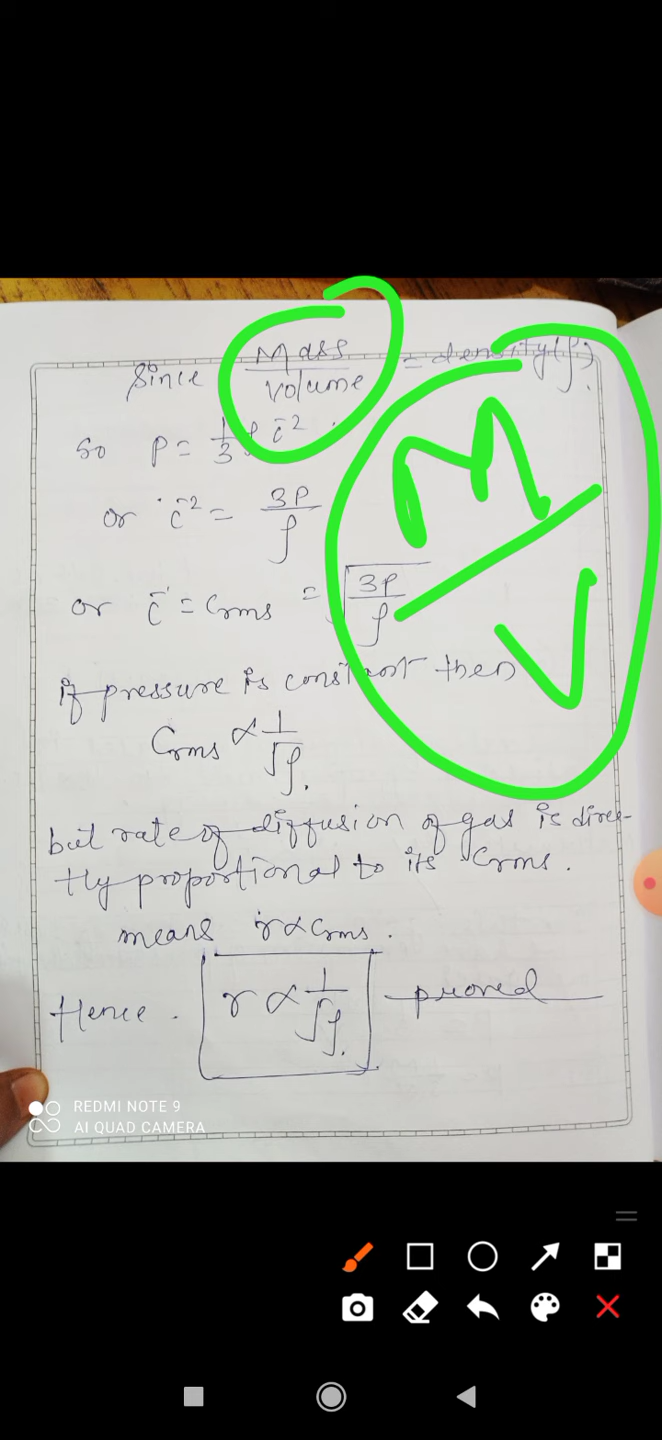 Since Mass/Volume = density(ρ).
M/V
So P = 1/3 ρ c̄²
or c̄² = 3P/ρ
or c̄ = Crms = √3P/ρ
if pressure is constant then
Crms ∝ 1/√ρ.
but rate of diffusion of gas is direc-
tly proportional to its Crms.
means r ∝ Crms.
Hence. r ∝ 1/√ρ. proved
REDMI NOTE 9
AI QUAD CAMERA